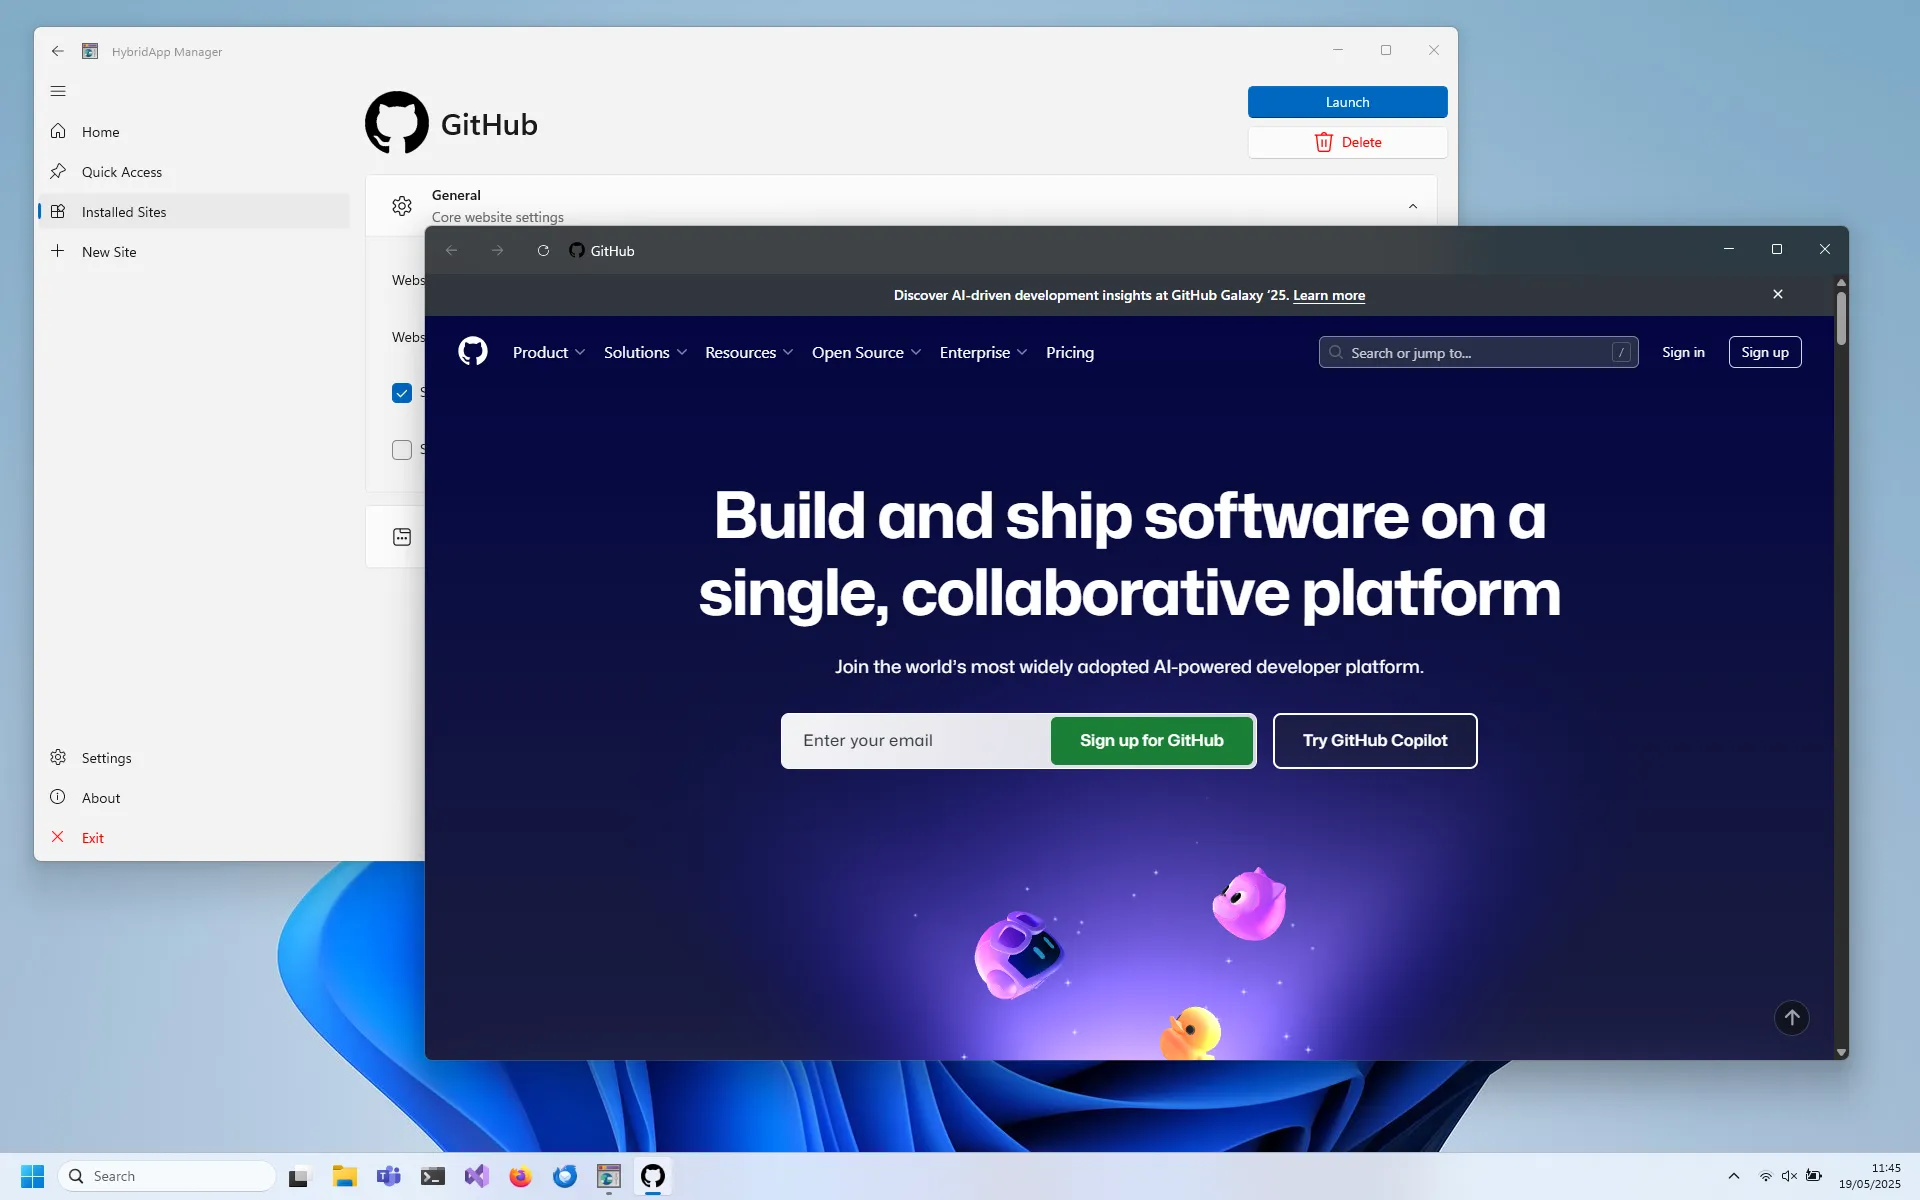 HybridApp Manager
Home
Quick Access
Installed Sites
New Site
Settings
About
Exit
GitHub
Launch
Delete
General
Core website settings
Webs
Webs
S
S
GitHub
Discover AI-driven development insights at GitHub Galaxy ’25. Learn more
Product
Solutions
Resources
Open Source
Enterprise
Pricing
Search or jump to...
/
Sign in
Sign up
Build and ship software on a
single, collaborative platform
Join the world’s most widely adopted AI-powered developer platform.
Enter your email
Sign up for GitHub
Try GitHub Copilot
Search
11:45
19/05/2025